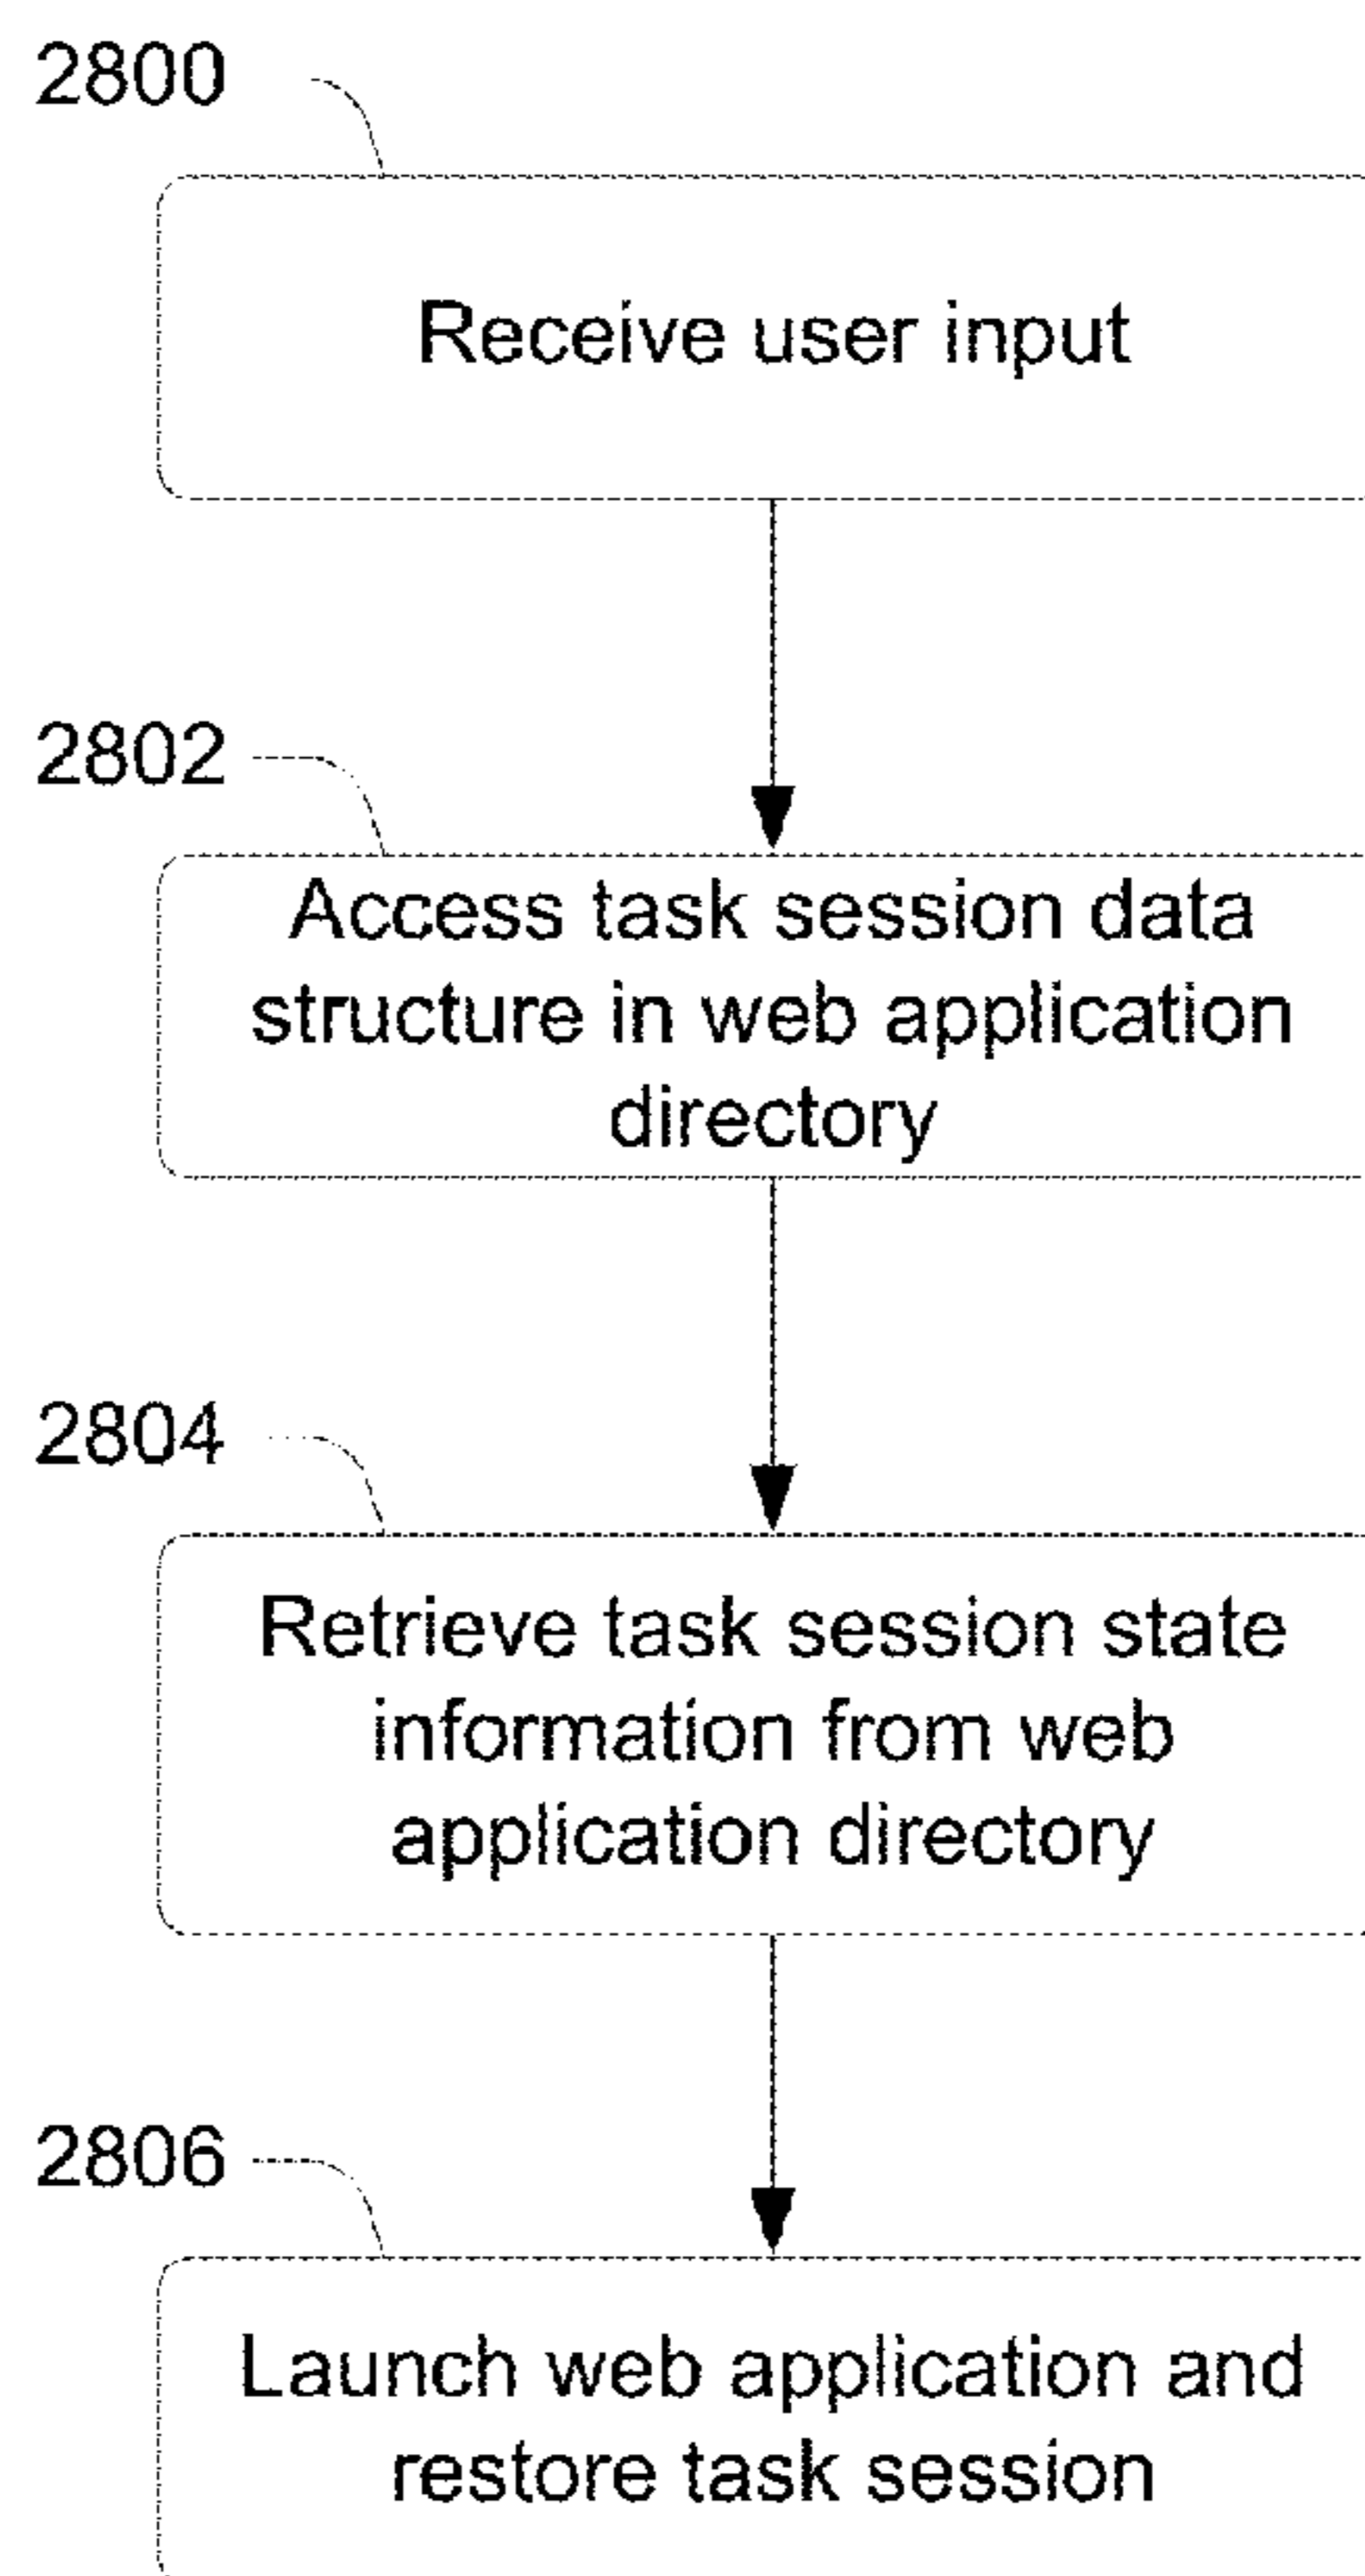 2800
Receive user input
2802
Access task session data
structure in web application
directory
2804
Retrieve task session state
information from web
application directory
2806
Launch web application and
restore task session